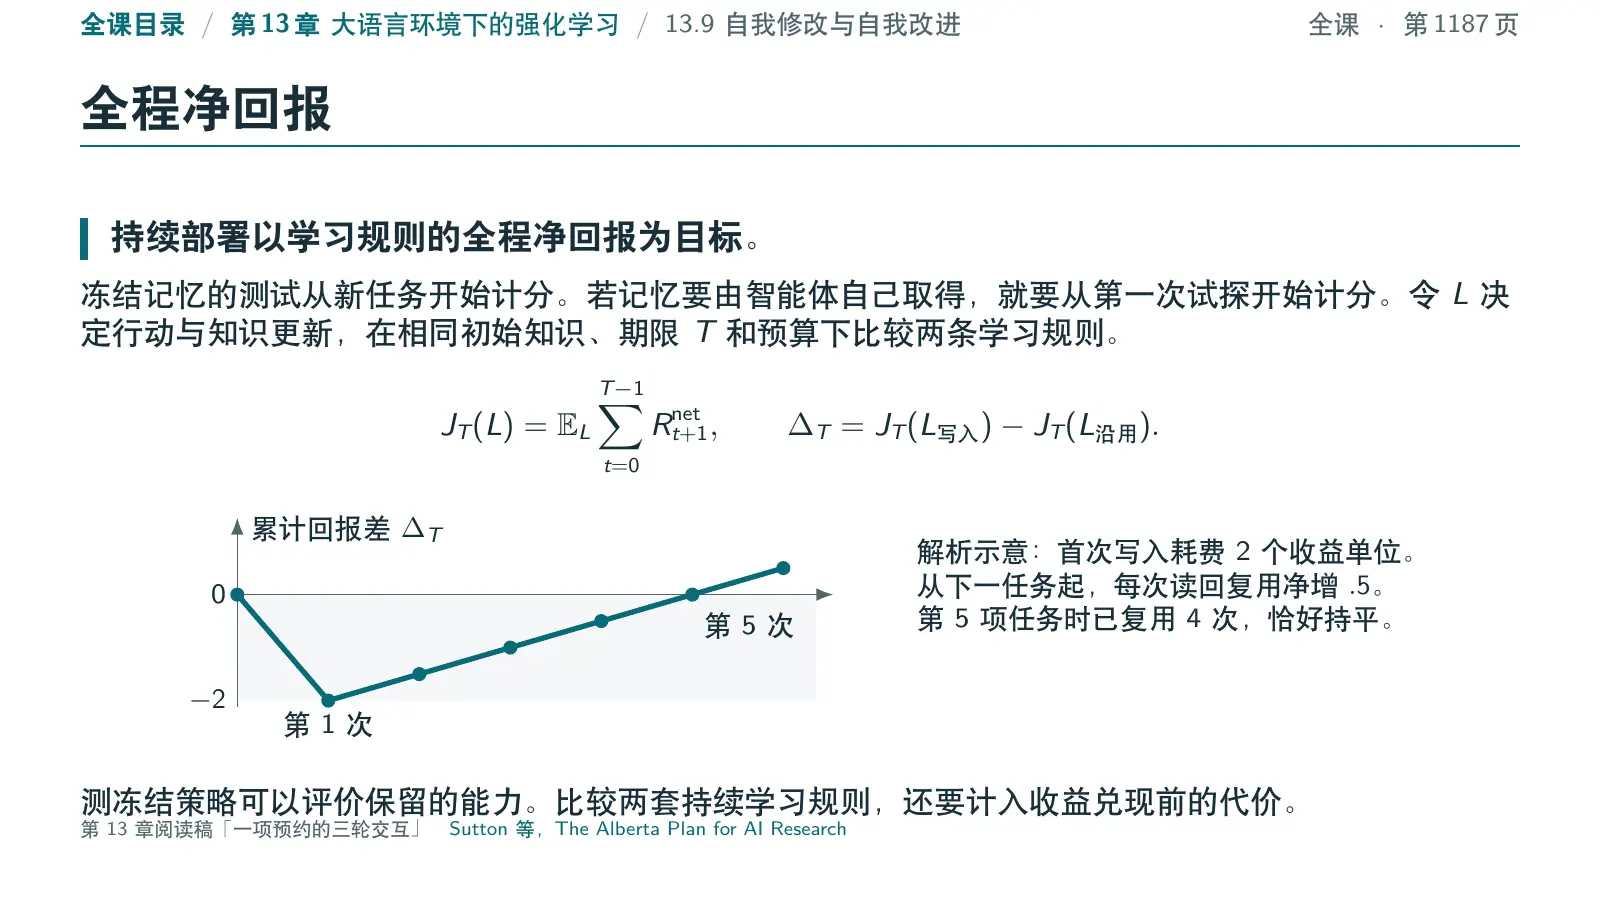 全课目录 / 第13章 大语言环境下的强化学习 / 13.9 自我修改与自我改进
全课 · 第1187页
全程净回报
持续部署以学习规则的全程净回报为目标。
冻结记忆的测试从新任务开始计分。若记忆要由智能体自己取得，就要从第一次试探开始计分。令 L 决
定行动与知识更新，在相同初始知识、期限 T 和预算下比较两条学习规则。
J_T(L) = 𝔼_L ∑_{t=0}^{T−1} R^{net}_{t+1},  Δ_T = J_T(L_{写入}) − J_T(L_{沿用}).
累计回报差 Δ_T
0
第 5 次
−2
第 1 次
解析示意：首次写入耗费 2 个收益单位。
从下一任务起，每次读回复用净增 .5。
第 5 项任务时已复用 4 次，恰好持平。
测冻结策略可以评价保留的能力。比较两套持续学习规则，还要计入收益兑现前的代价。
第 13 章阅读稿「一项预约的三轮交互」 Sutton 等，The Alberta Plan for AI Research